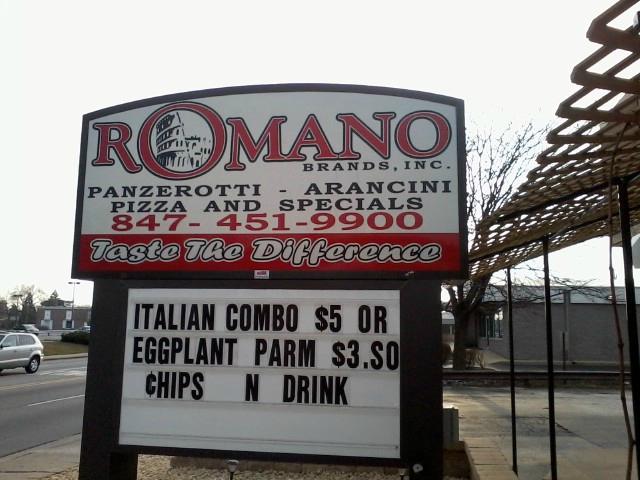 ROMANO
BRANDS, INC.
PANZEROTTI - ARANCINI
PIZZA AND SPECIALS
847- 451-9900
Taste The Difference
ITALIAN COMBO $5 OR
EGGPLANT PARM $3.SO
¢HIPS N DRINK